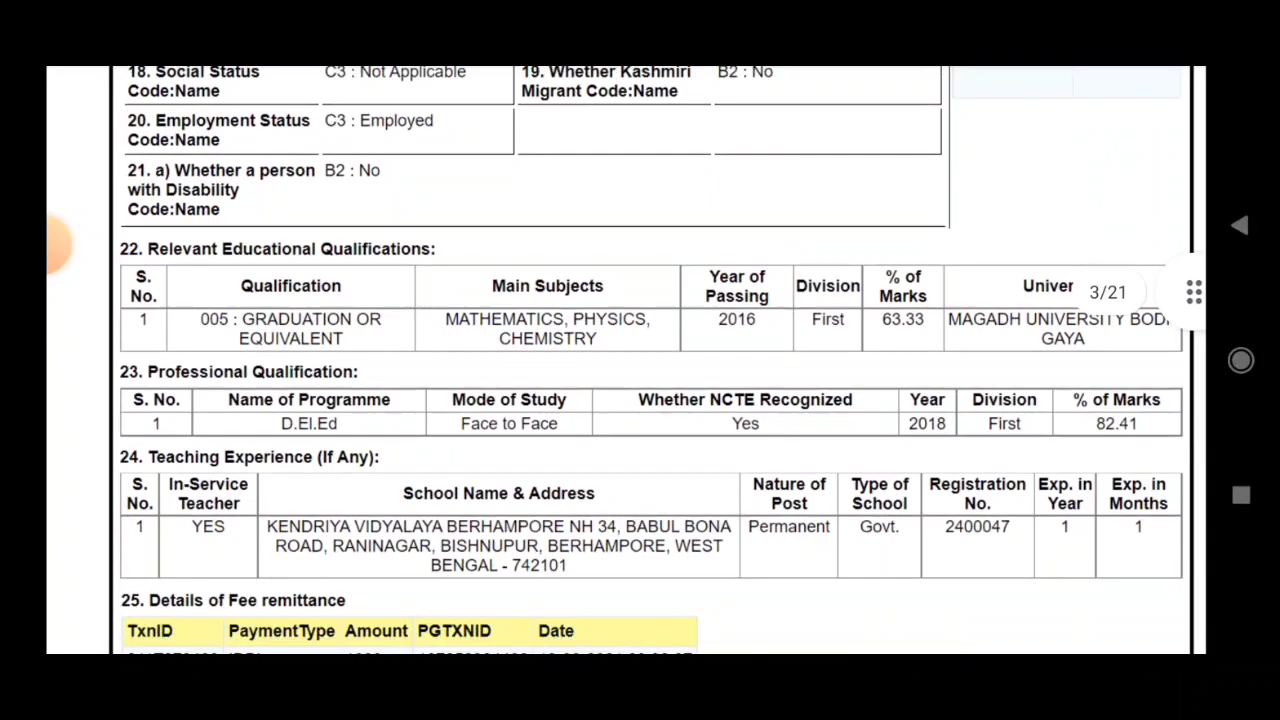 18. Social Status C3 : Not Applicable 19. Whether Kashmiri B2 : No
Code:Name Migrant Code:Name
20. Employment Status C3 : Employed
Code:Name
21. a) Whether a person B2 : No
with Disability
Code:Name
22. Relevant Educational Qualifications:
S. No. Qualification Main Subjects Year of Passing Division % of Marks
1 005 : GRADUATION OR EQUIVALENT MATHEMATICS, PHYSICS, CHEMISTRY 2016 First 63.33 MAGADH UNIVERSITY GAYA
3/21
23. Professional Qualification:
S. No. Name of Programme Mode of Study Whether NCTE Recognized Year Division % of Marks
1 D.El.Ed Face to Face Yes 2018 First 82.41
24. Teaching Experience (If Any):
S. No. In-Service Teacher School Name & Address Nature of Post Type of School Registration No. Exp. in Year Exp. in Months
1 YES KENDRIYA VIDYALAYA BERHAMPORE NH 34, BABUL BONA Permanent Govt. 2400047 1 1
ROAD, RANINAGAR, BISHNUPUR, BERHAMPORE, WEST
BENGAL - 742101
25. Details of Fee remittance
TxnID PaymentType Amount PGTXNID Date